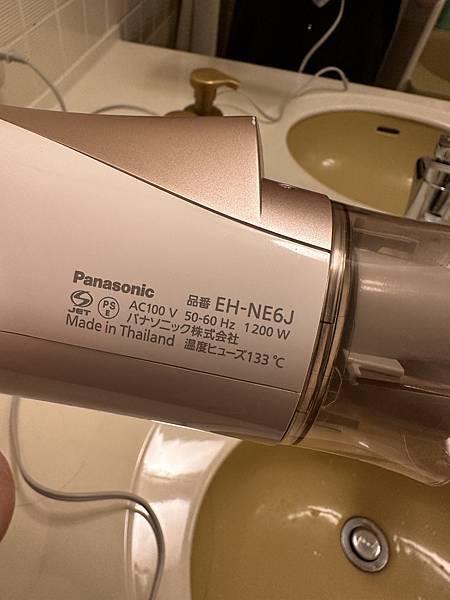 Panasonic 品番 EH-NE6J
JET PS E AC100 V 50-60 Hz 1200 W
パナソニック株式会社
Made in Thailand 温度ヒューズ133 ℃